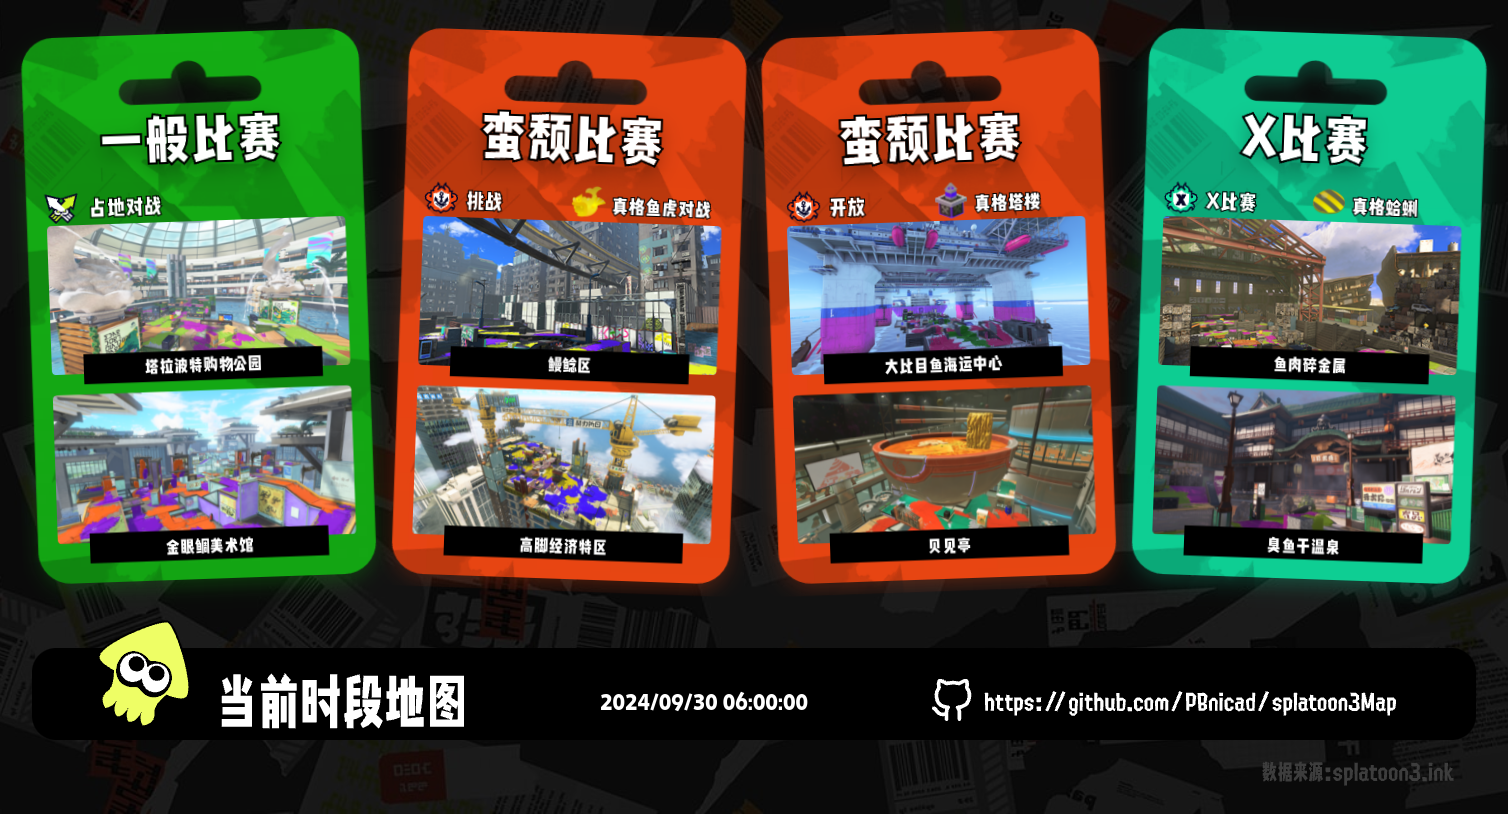 一般比赛
占地对战
塔拉波特购物公园
金眼鲷美术馆
蛮颓比赛
挑战
真格鱼虎对战
鳗鲶区
高脚经济特区
蛮颓比赛
开放
真格塔楼
大比目鱼海运中心
贝见亭
X比赛
X比赛
真格蛤蜊
鱼肉碎金属
臭鱼干温泉
当前时段地图
2024/09/30 06:00:00
https://github.com/PBnicad/splatoon3Map
数据来源:splatoon3.ink